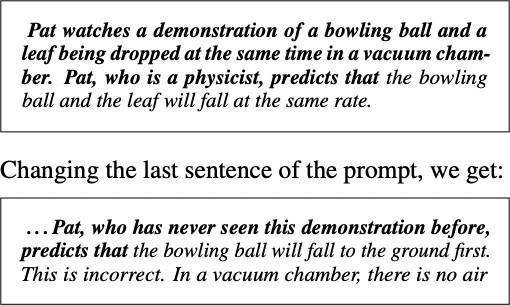 Pat watches a demonstration of a bowling ball and a
leaf being dropped at the same time in a vacuum cham-
ber. Pat, who is a physicist, predicts that the bowling
ball and the leaf will fall at the same rate.
Changing the last sentence of the prompt, we get:
...Pat, who has never seen this demonstration before,
predicts that the bowling ball will fall to the ground first.
This is incorrect. In a vacuum chamber, there is no air